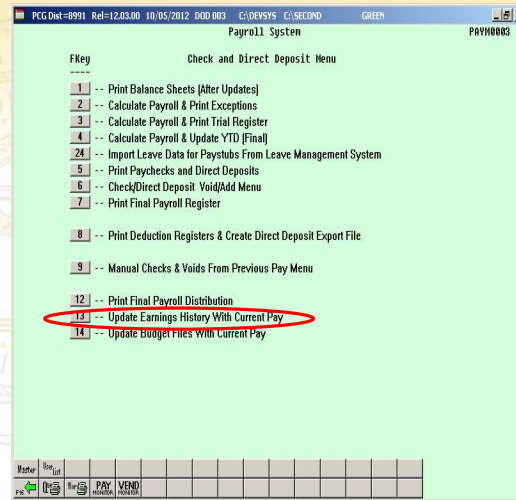 PCG Dist=8991 Rel=12.03.00 10/05/2012 DOD 003 C:\DEVSYS C:\SECOND GREEN
Payroll System PAYM0003
FKey Check and Direct Deposit Menu
----
1 -- Print Balance Sheets (After Updates)
2 -- Calculate Payroll & Print Exceptions
3 -- Calculate Payroll & Print Trial Register
4 -- Calculate Payroll & Update YTD (Final)
24 -- Import Leave Data for Paystubs From Leave Management System
5 -- Print Paychecks and Direct Deposits
6 -- Check/Direct Deposit Void/Add Menu
7 -- Print Final Payroll Register
8 -- Print Deduction Registers & Create Direct Deposit Export File
9 -- Manual Checks & Voids From Previous Pay Menu
12 -- Print Final Payroll Distribution
13 -- Update Earnings History With Current Pay
14 -- Update Budget Files With Current Pay
Master User List
F16 PAY MONITOR VEND MONITOR